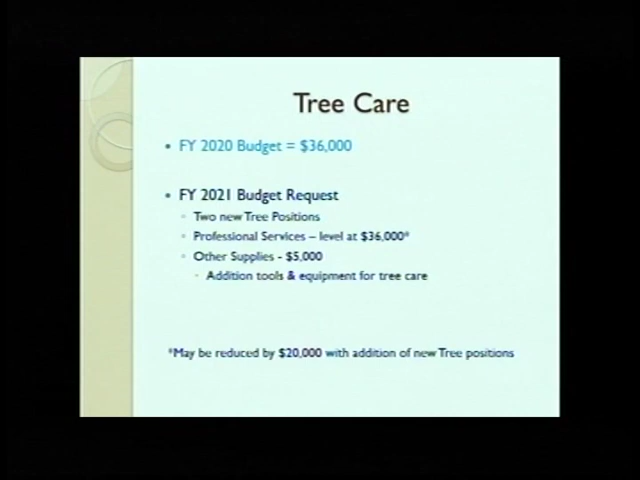 Tree Care
• FY 2020 Budget = $36,000
• FY 2021 Budget Request
◦ Two new Tree Positions
◦ Professional Services – level at $36,000*
◦ Other Supplies - $5,000
◦ Addition tools & equipment for tree care
*May be reduced by $20,000 with addition of new Tree positions